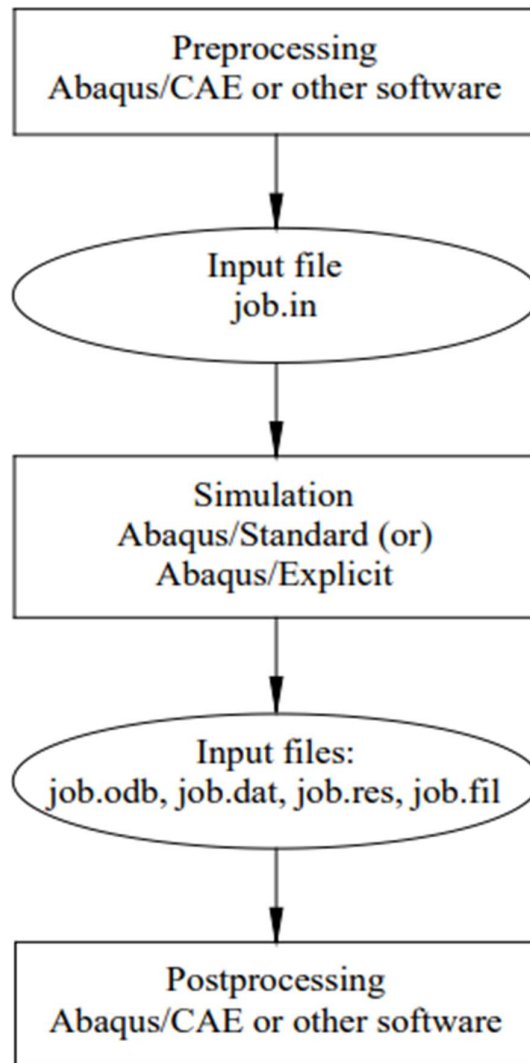 Preprocessing
Abaqus/CAE or other software
Input file
job.in
Simulation
Abaqus/Standard (or)
Abaqus/Explicit
Input files:
job.odb, job.dat, job.res, job.fil
Postprocessing
Abaqus/CAE or other software